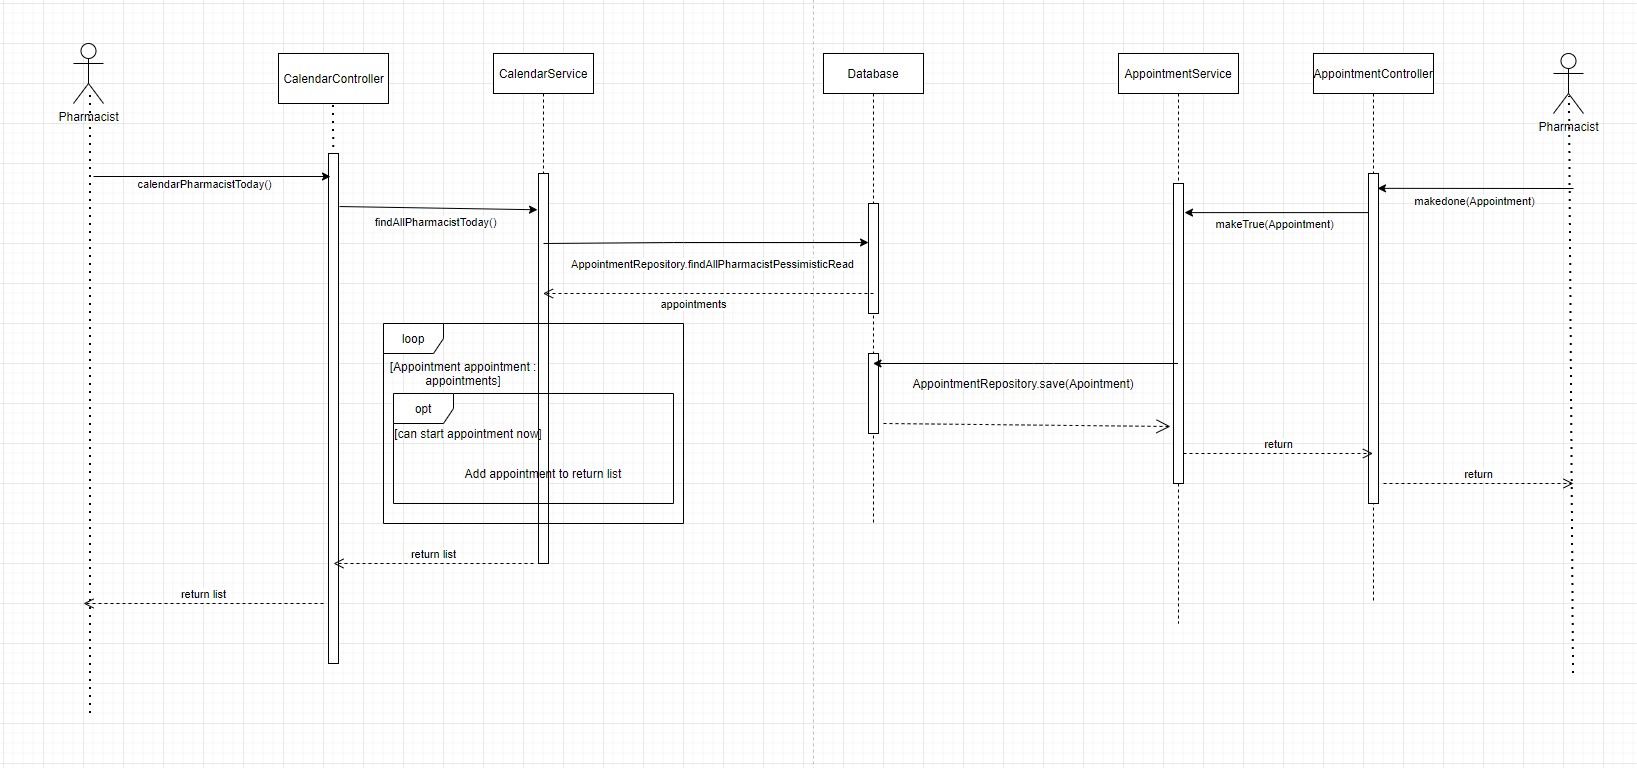 Pharmacist
CalendarController
CalendarService
Database
AppointmentService
AppointmentController
Pharmacist
calendarPharmacistToday()
findAllPharmacistToday()
AppointmentRepository.findAllPharmacistPessimisticRead
appointments
makedone(Appointment)
makeTrue(Appointment)
loop
[Appointment appointment :
appointments]
opt
[can start appointment now]
Add appointment to return list
AppointmentRepository.save(Apointment)
return
return
return list
return list